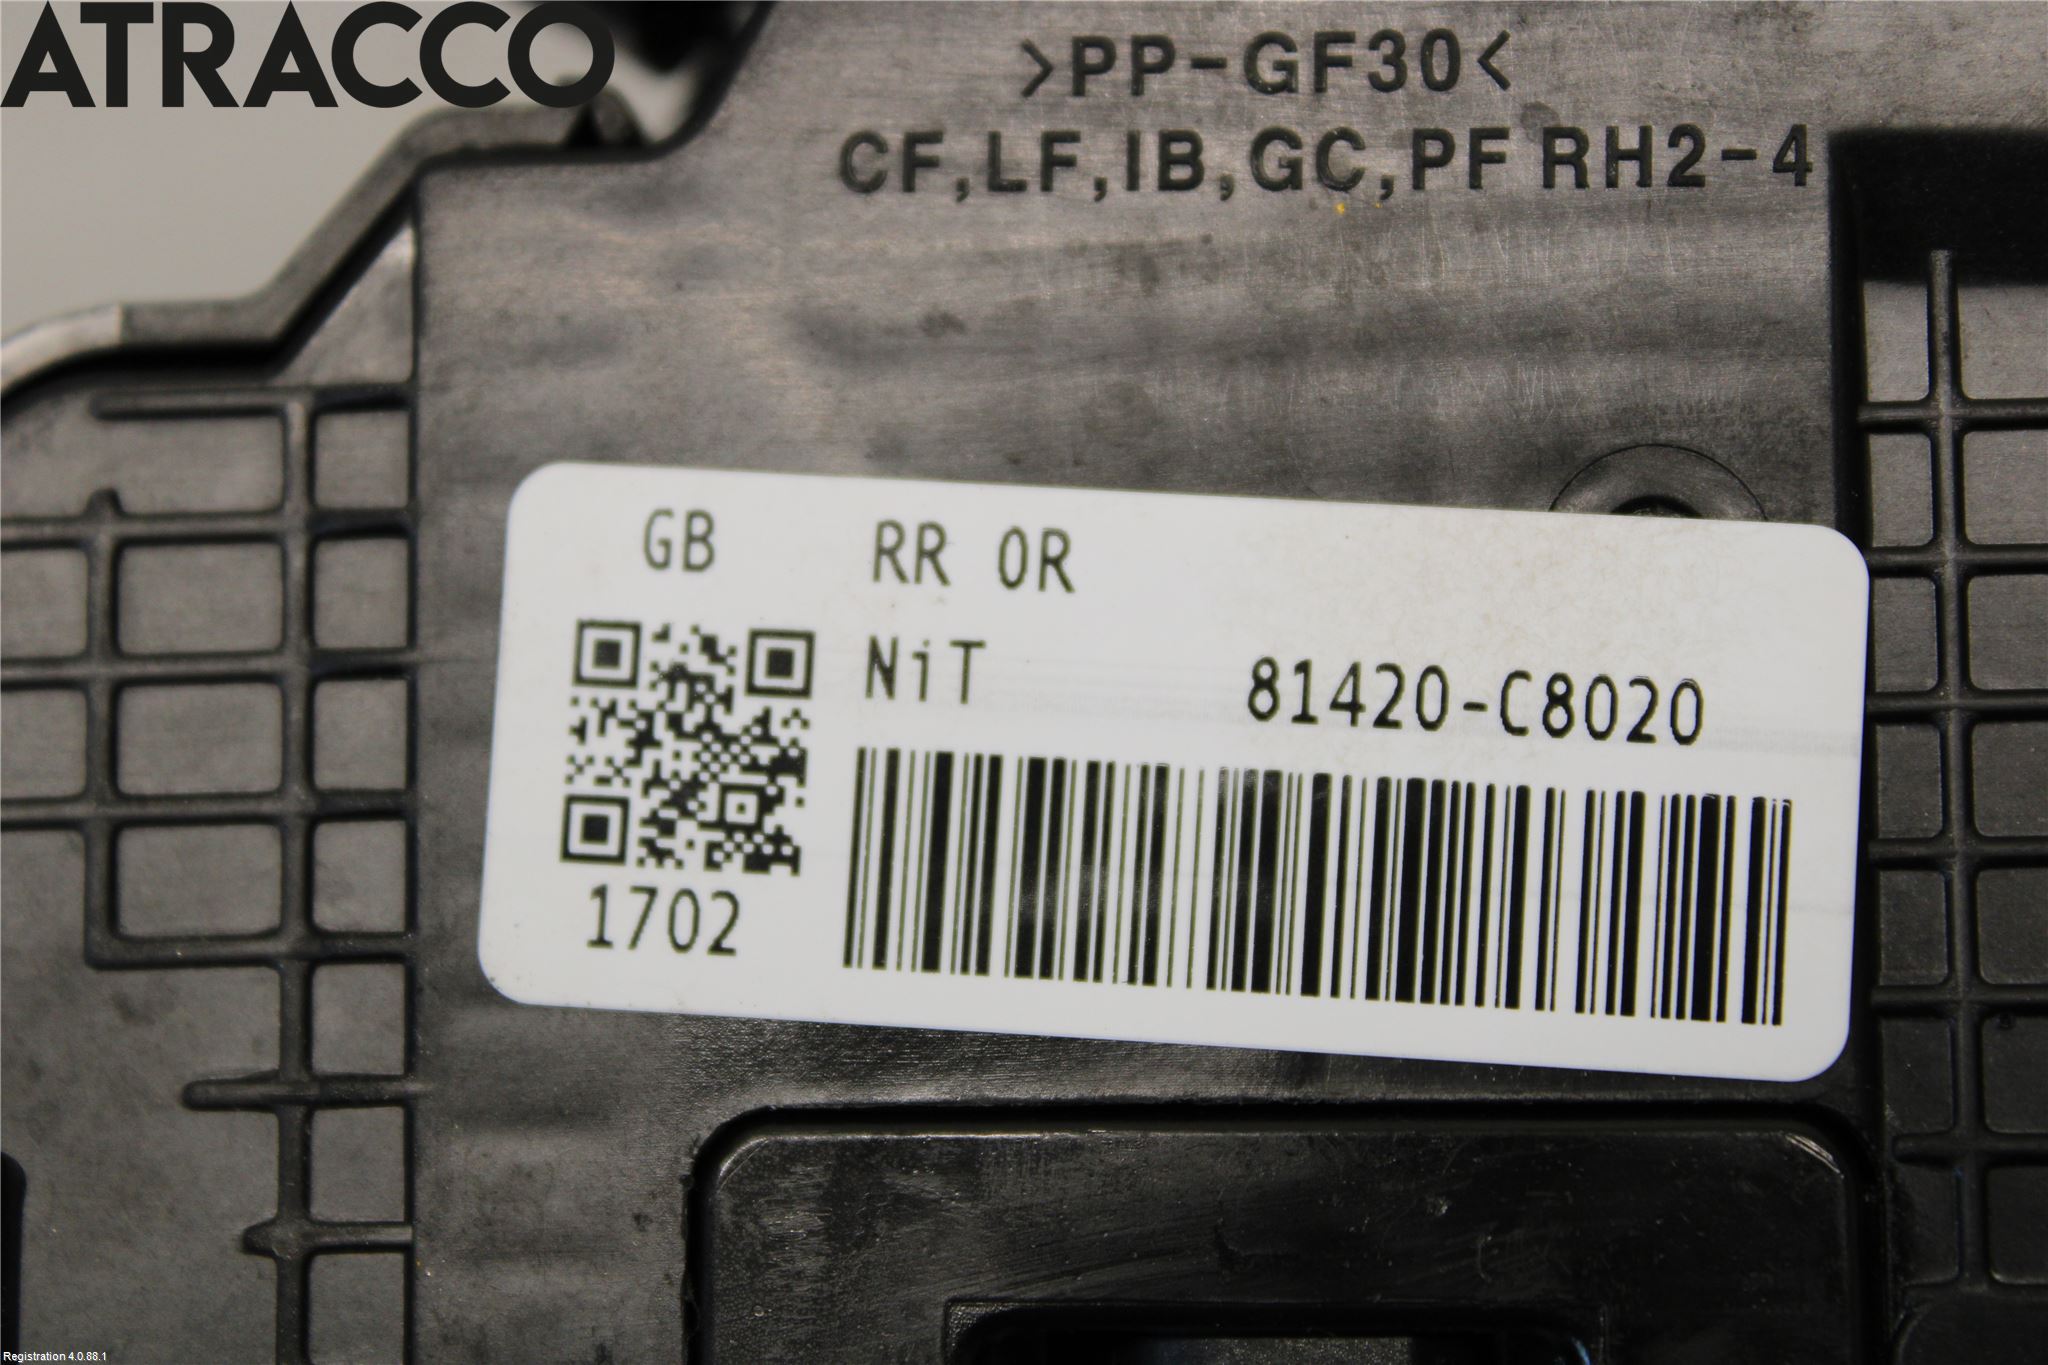 ATRACCO
>PP-GF30<
CF,LF,IB,GC,PF RH2-4
GB RR 0R
NiT 81420-C8020
1702
Registration 4.0.88.1